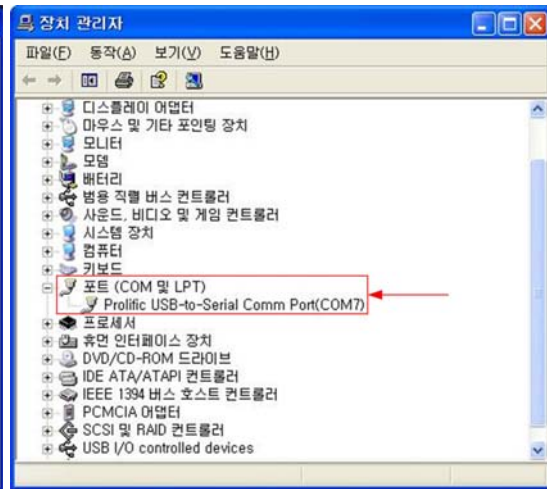 장치 관리자
파일(F) 동작(A) 보기(V) 도움말(H)
디스플레이 어댑터
마우스 및 기타 포인팅 장치
모니터
모뎀
배터리
범용 직렬 버스 컨트롤러
사운드, 비디오 및 게임 컨트롤러
시스템 장치
컴퓨터
키보드
포트 (COM 및 LPT)
Prolific USB-to-Serial Comm Port(COM7)
프로세서
휴먼 인터페이스 장치
DVD/CD-ROM 드라이브
IDE ATA/ATAPI 컨트롤러
IEEE 1394 버스 호스트 컨트롤러
PCMCIA 어댑터
SCSI 및 RAID 컨트롤러
USB I/O controlled devices